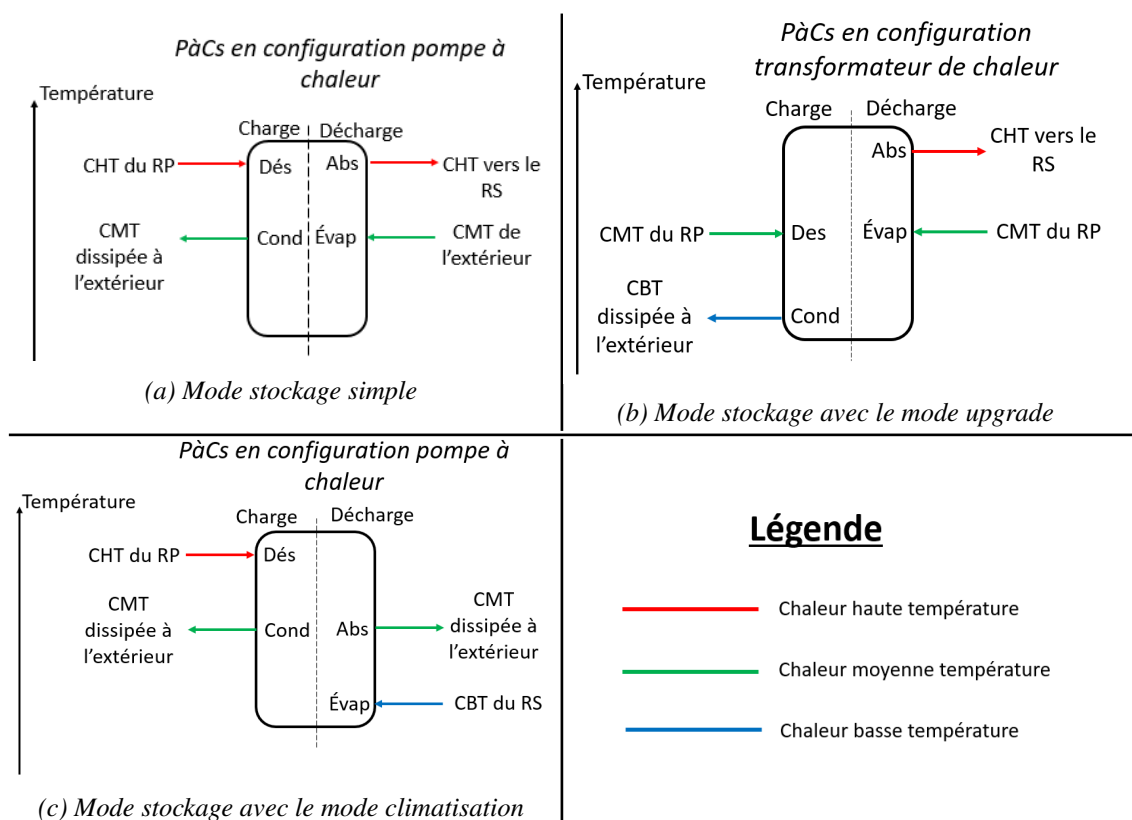 PàCs en configuration pompe à
chaleur
Température
Charge
Décharge
CHT du RP
Dés
Abs
CHT vers le
RS
CMT
dissipée à
l'extérieur
Cond
Évap
CMT de
l'extérieur
(a) Mode stockage simple
PàCs en configuration
transformateur de chaleur
Température
Charge
Décharge
Abs
CHT vers le
RS
CMT du RP
Des
Évap
CMT du RP
CBT
dissipée à
l'extérieur
Cond
(b) Mode stockage avec le mode upgrade
PàCs en configuration pompe à
chaleur
Température
Charge
Décharge
CHT du RP
Dés
CMT
dissipée à
l'extérieur
Cond
Abs
CMT
dissipée à
l'extérieur
Évap
CBT du RS
(c) Mode stockage avec le mode climatisation
Légende
Chaleur haute température
Chaleur moyenne température
Chaleur basse température